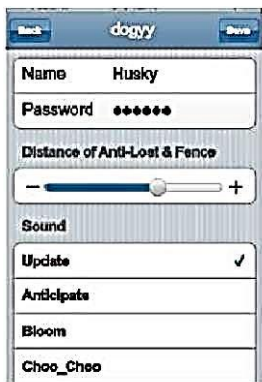 Back dogyy Save
Name Husky
Password ●●●●●●
Distance of Anti-Lost & Fence
− +
Sound
Update ✓
Anticipate
Bloom
Choo_Choo